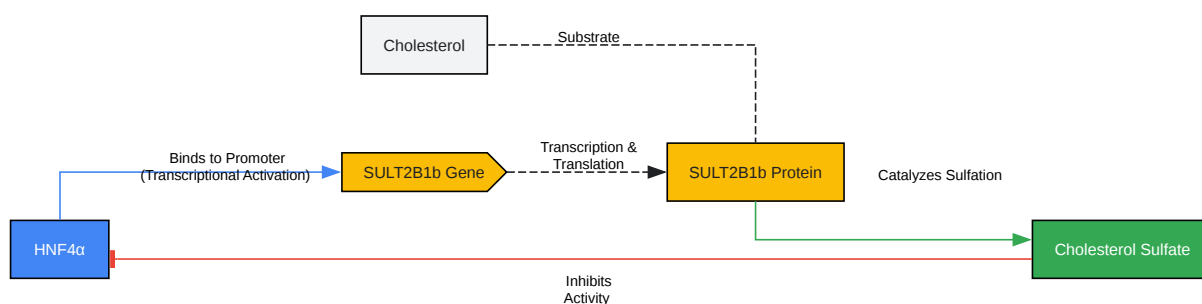 Cholesterol
Substrate
Binds to Promoter
(Transcriptional Activation)
SULT2B1b Gene
Transcription &
Translation
SULT2B1b Protein
Catalyzes Sulfation
HNF4α
Cholesterol Sulfate
Inhibits
Activity